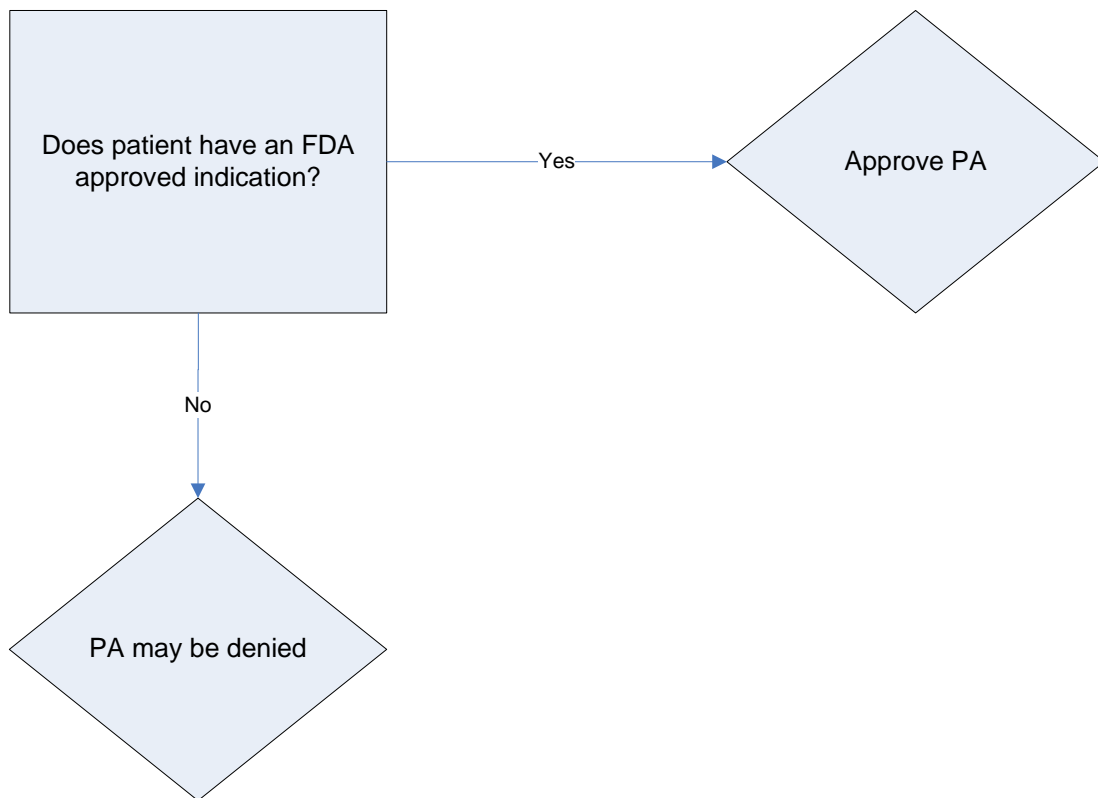 Does patient have an FDA
approved indication?
Yes
Approve PA
No
PA may be denied